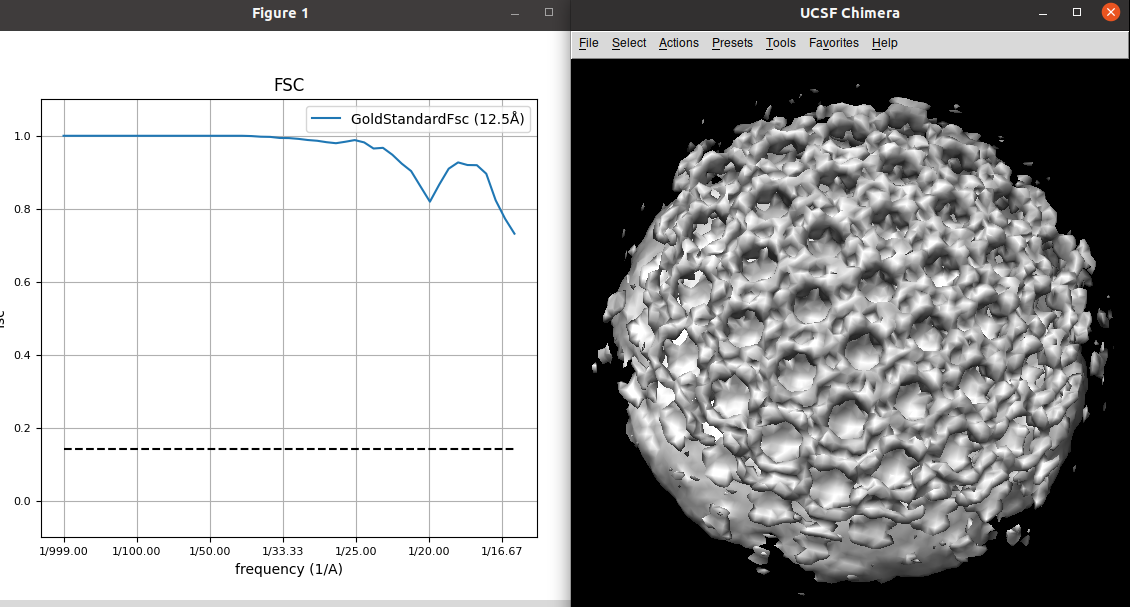 Figure 1
UCSF Chimera
File Select Actions Presets Tools Favorites Help
FSC
GoldStandardFsc (12.5Å)
1.0
0.8
0.6
0.4
0.2
0.0
1/999.00 1/100.00 1/50.00 1/33.33 1/25.00 1/20.00 1/16.67
frequency (1/A)